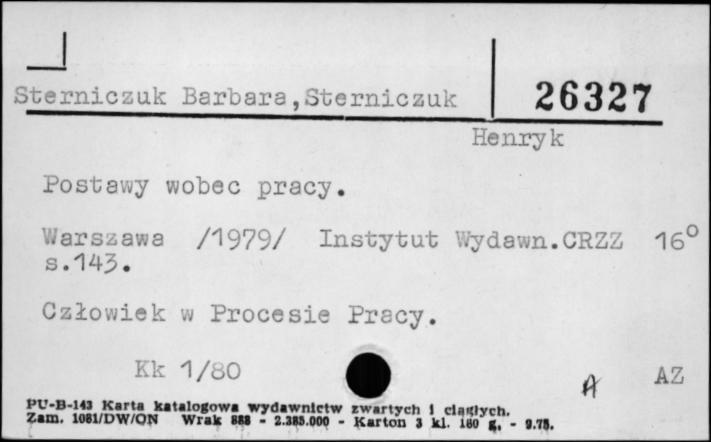 26327
Sterniczuk Barbara,Sterniczuk
Henryk
Postawy wobec pracy.
Warszawa /1979/ Instytut Wydawn.CRZZ 16°
s.143.
Człowiek w Procesie Pracy.
Kk 1/80
A AZ
PU-B-143 Karta katalogowa wydawnictw zwartych i ciągłych.
Zam. 1081/DW/ON Wrak 888 - 2.385.000 - Karton 3 kl. 180 g. - 9.78.